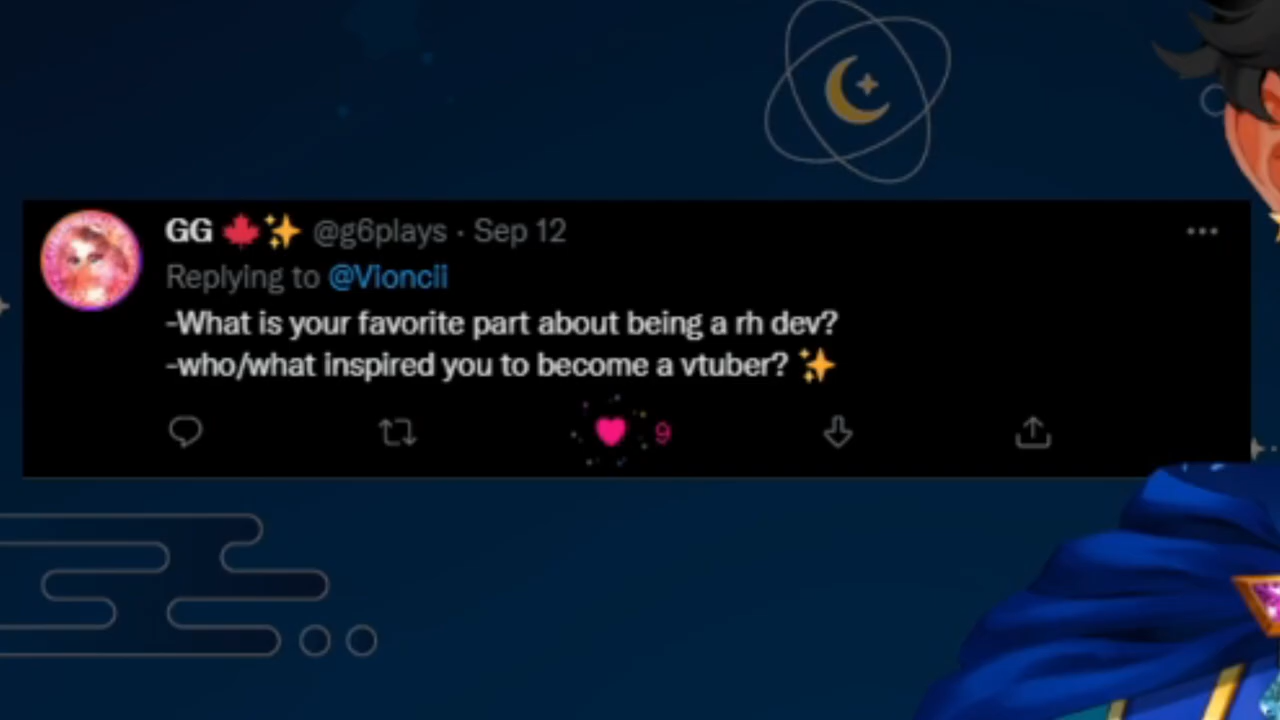 GG 🍁✨ @g6plays · Sep 12
Replying to @Vioncii
-What is your favorite part about being a rh dev?
-who/what inspired you to become a vtuber? ✨
9